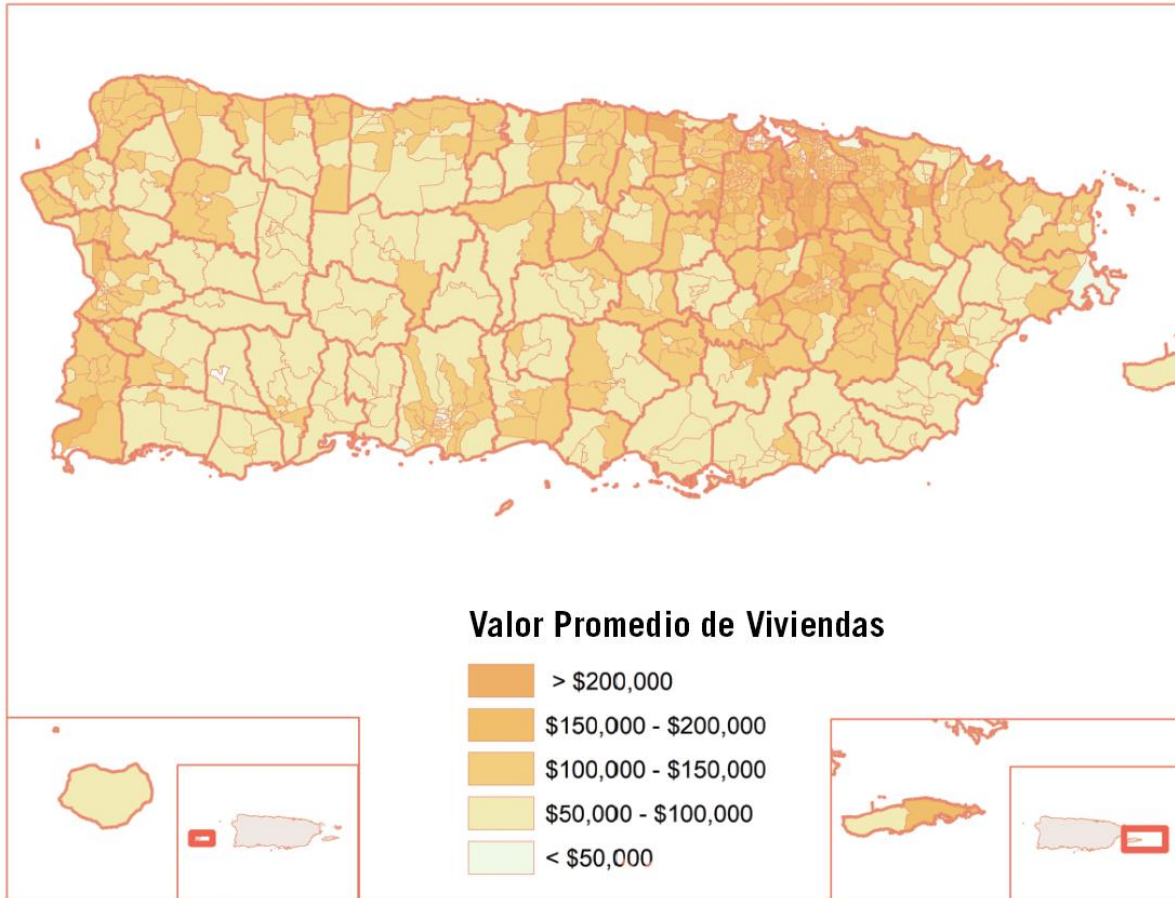 Valor Promedio de Viviendas
> $200,000
$150,000 - $200,000
$100,000 - $150,000
$50,000 - $100,000
< $50,000